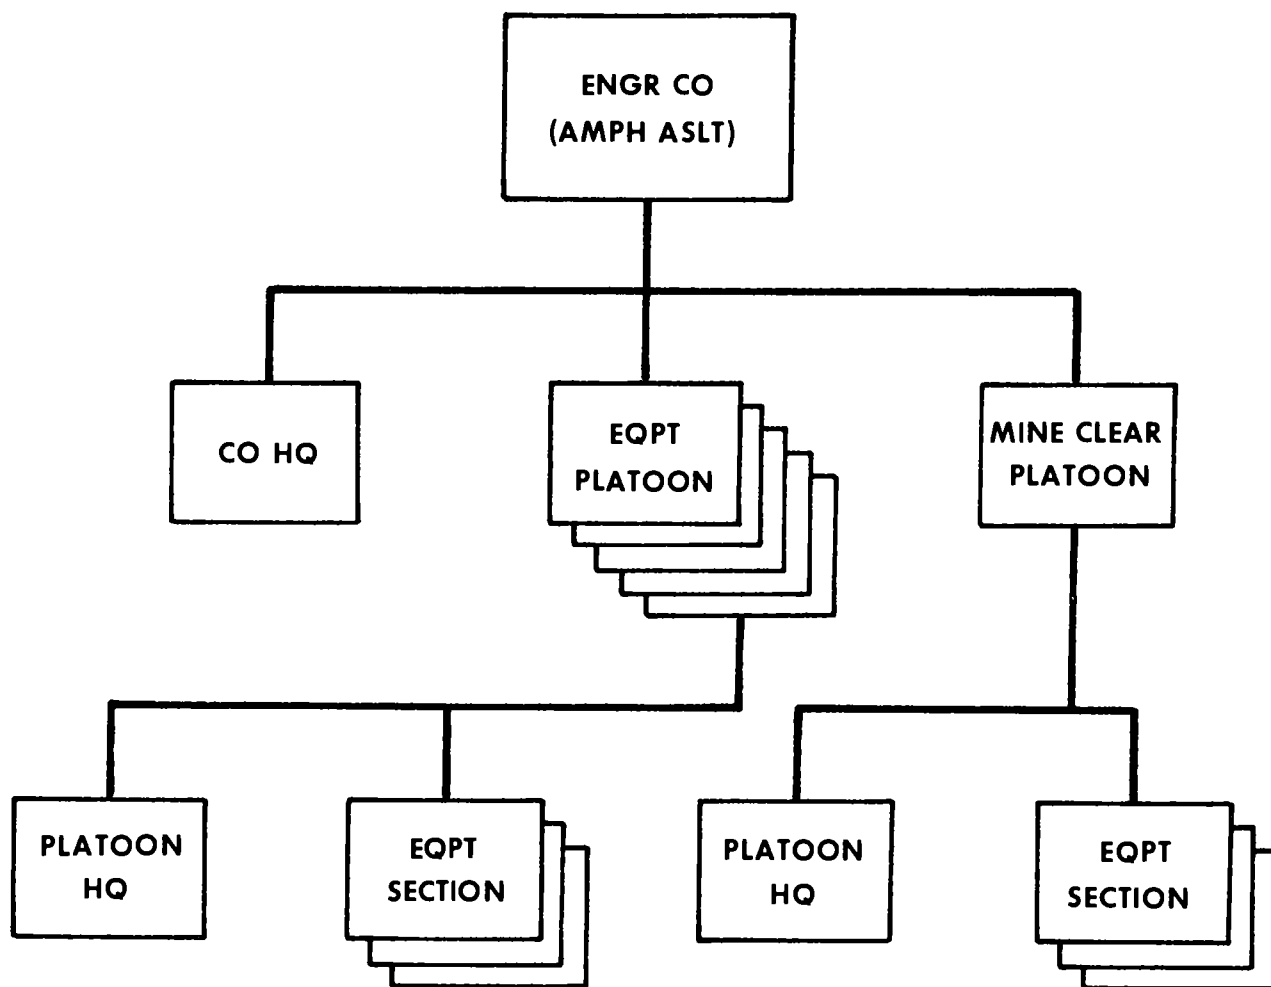 ENGR CO
(AMPH ASLT)
CO HQ
EQPT
PLATOON
MINE CLEAR
PLATOON
PLATOON
HQ
EQPT
SECTION
PLATOON
HQ
EQPT
SECTION